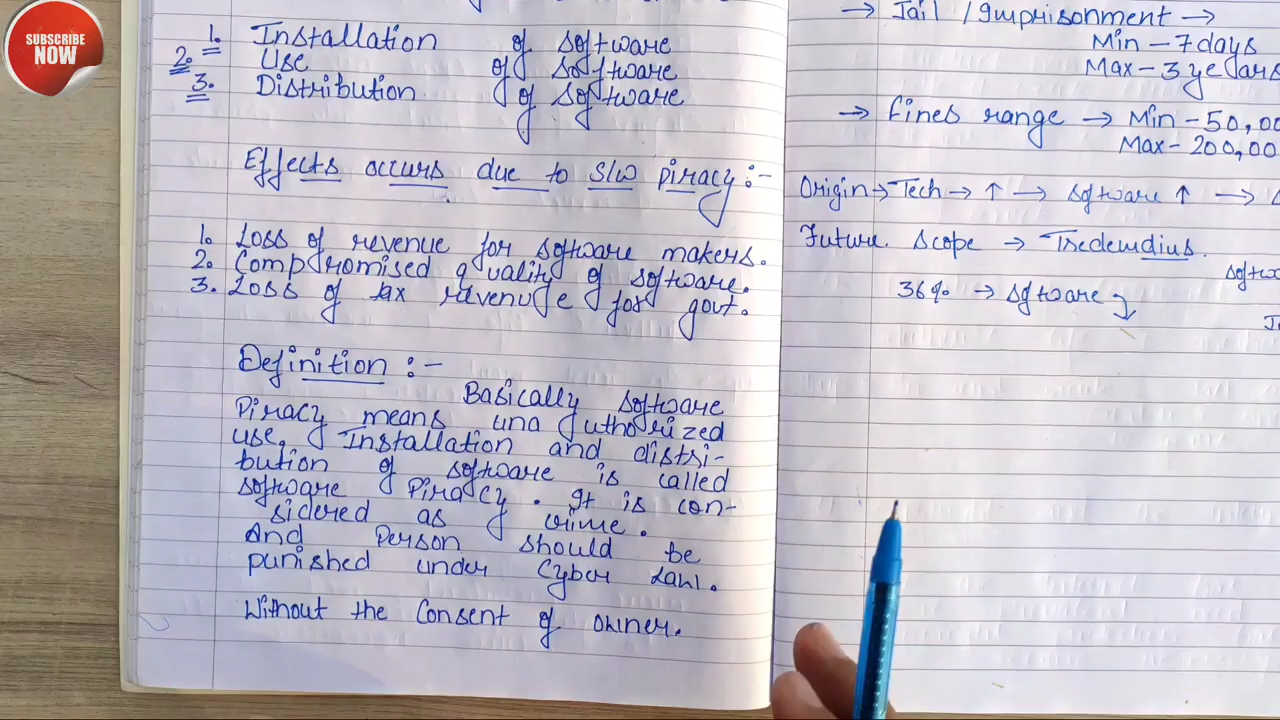 SUBSCRIBE
NOW
1. Installation of software
2. Use of software
3. Distribution of software
Effects occurs due to S/w Piracy :-
1. Loss of revenue for software makers.
2. Compromised quality of software.
3. Loss of tax revenue for govt.
Definition :-
Basically software
Piracy means unauthorized
use, Installation and distri-
bution of software is called
software Piracy. It is con-
sidered as crime.
And Person should be
punished under Cyber Law.
Without the Consent of owner.
→ Jail / Imprisonment →
Min - 7 days
Max - 3 years
→ fines range → Min - 50,00
Max - 200,00
Origin → Tech → ↑ → software ↑ →
Future Scope → Tredemdius.
softw
36% → software